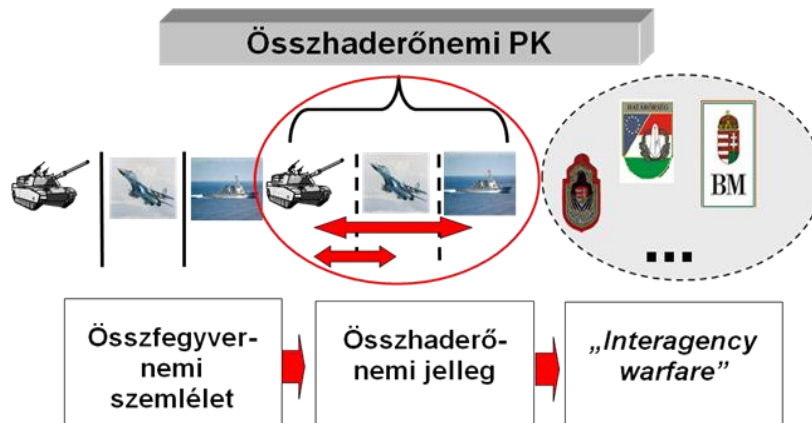 Összhaderőnemi PK
HATÁRŐRSÉG
BM
...
Összfegyver-
nemi
szemlélet
Összhaderő-
nemi jelleg
„Interagency
warfare”